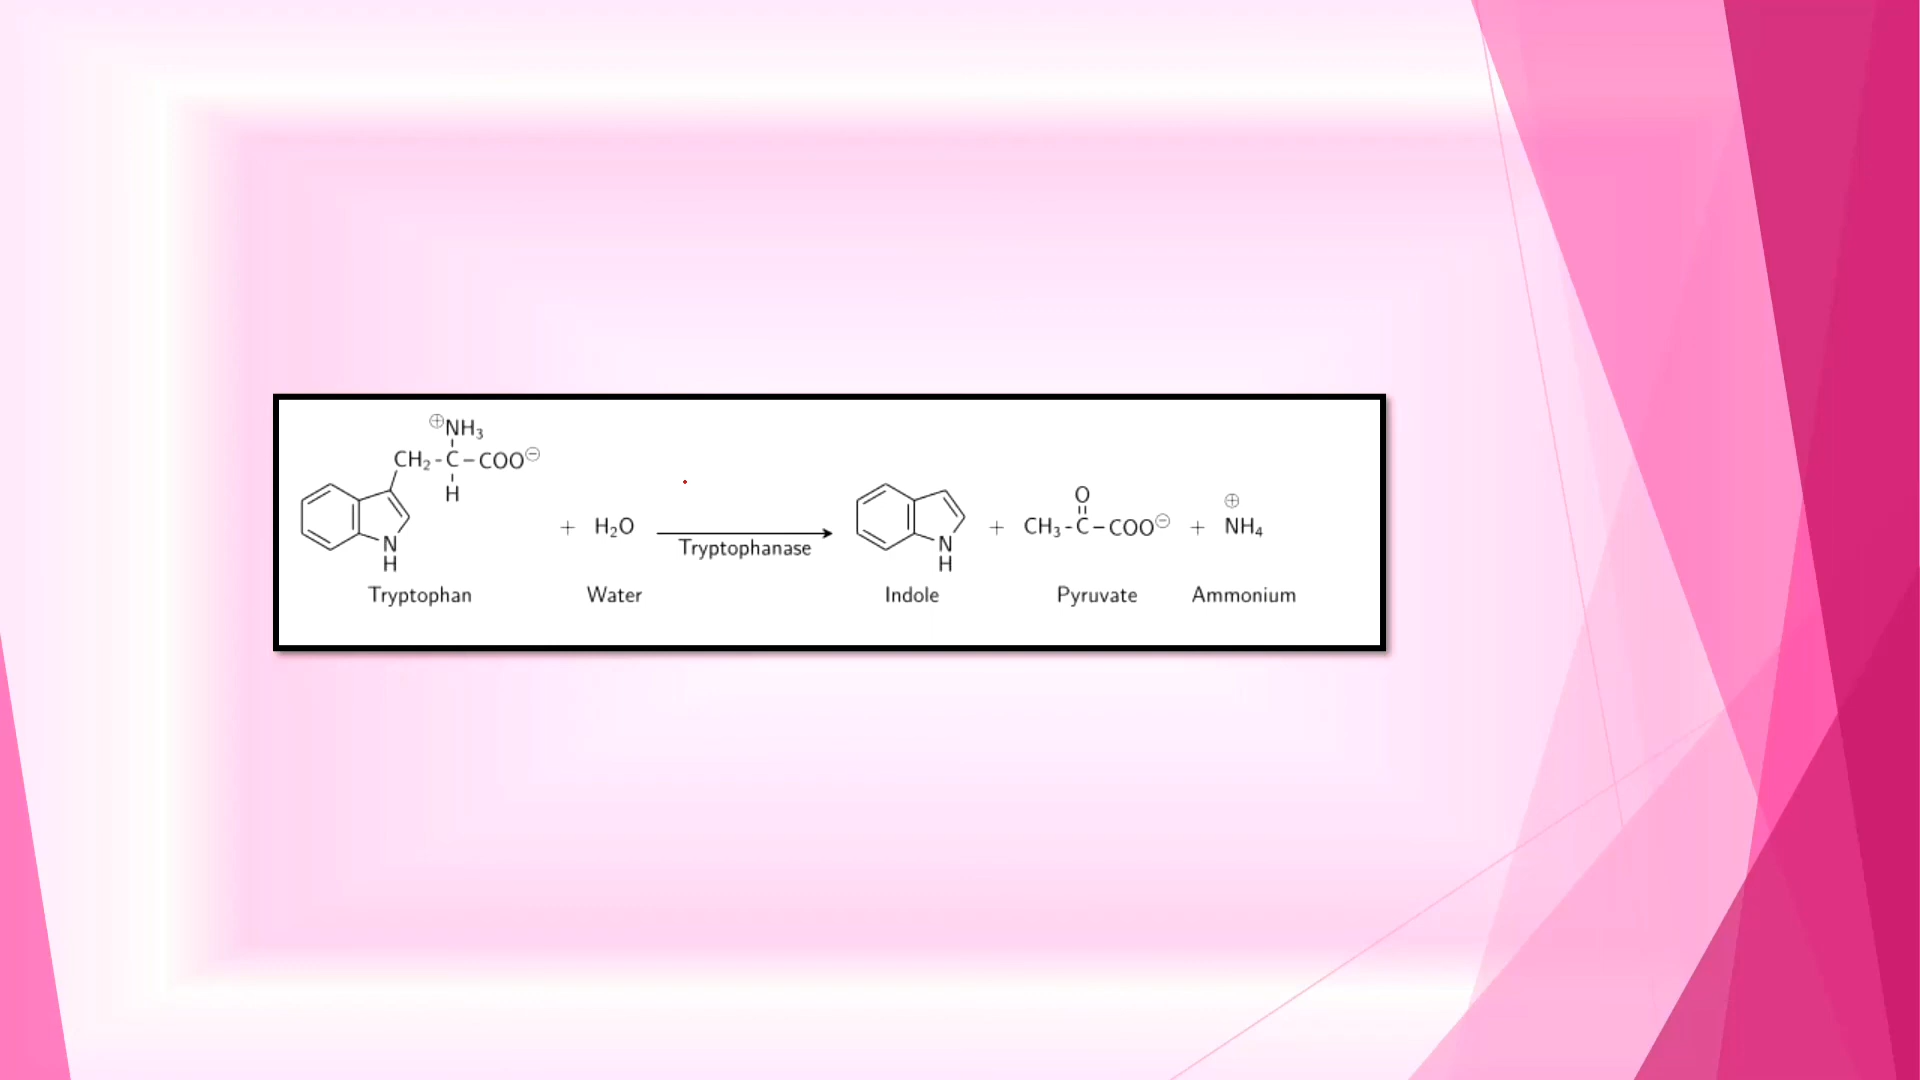 ⊕NH₃
CH₂-C-COO⊖
H
N
H
+ H₂O
Tryptophanase
N
H
+
O
CH₃-C-COO⊖
+
⊕
NH₄
Tryptophan Water Indole Pyruvate Ammonium